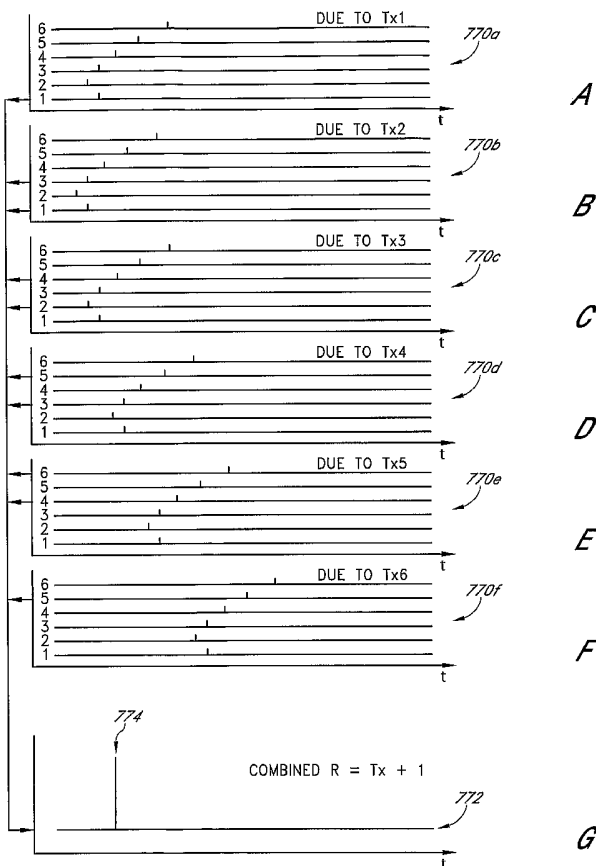 DUE TO Tx1
6
5
4
3
2
1
t
770a
A
DUE TO Tx2
6
5
4
3
2
1
t
770b
B
DUE TO Tx3
6
5
4
3
2
1
t
770c
C
DUE TO Tx4
6
5
4
3
2
1
t
770d
D
DUE TO Tx5
6
5
4
3
2
1
t
770e
E
DUE TO Tx6
6
5
4
3
2
1
t
770f
F
774
COMBINED R = Tx + 1
772
t
G